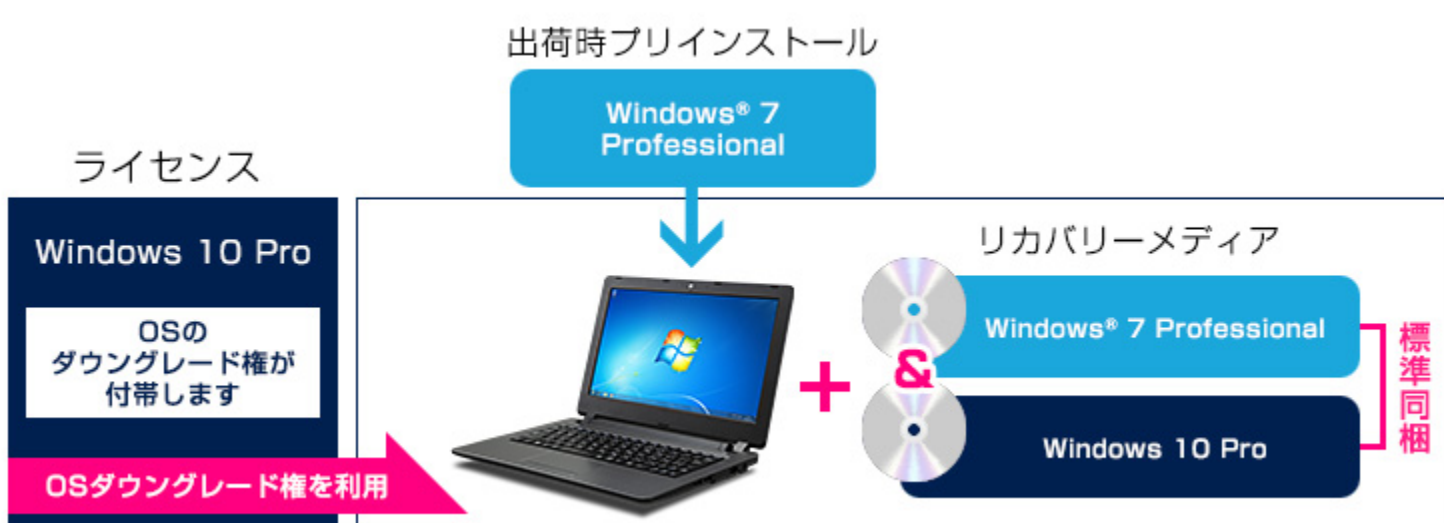 出荷時プリインストール
Windows® 7
Professional
ライセンス
Windows 10 Pro
OSの
ダウングレード権が
付帯します
OSダウングレード権を利用
リカバリーメディア
+
Windows® 7 Professional
&
Windows 10 Pro
標準同梱